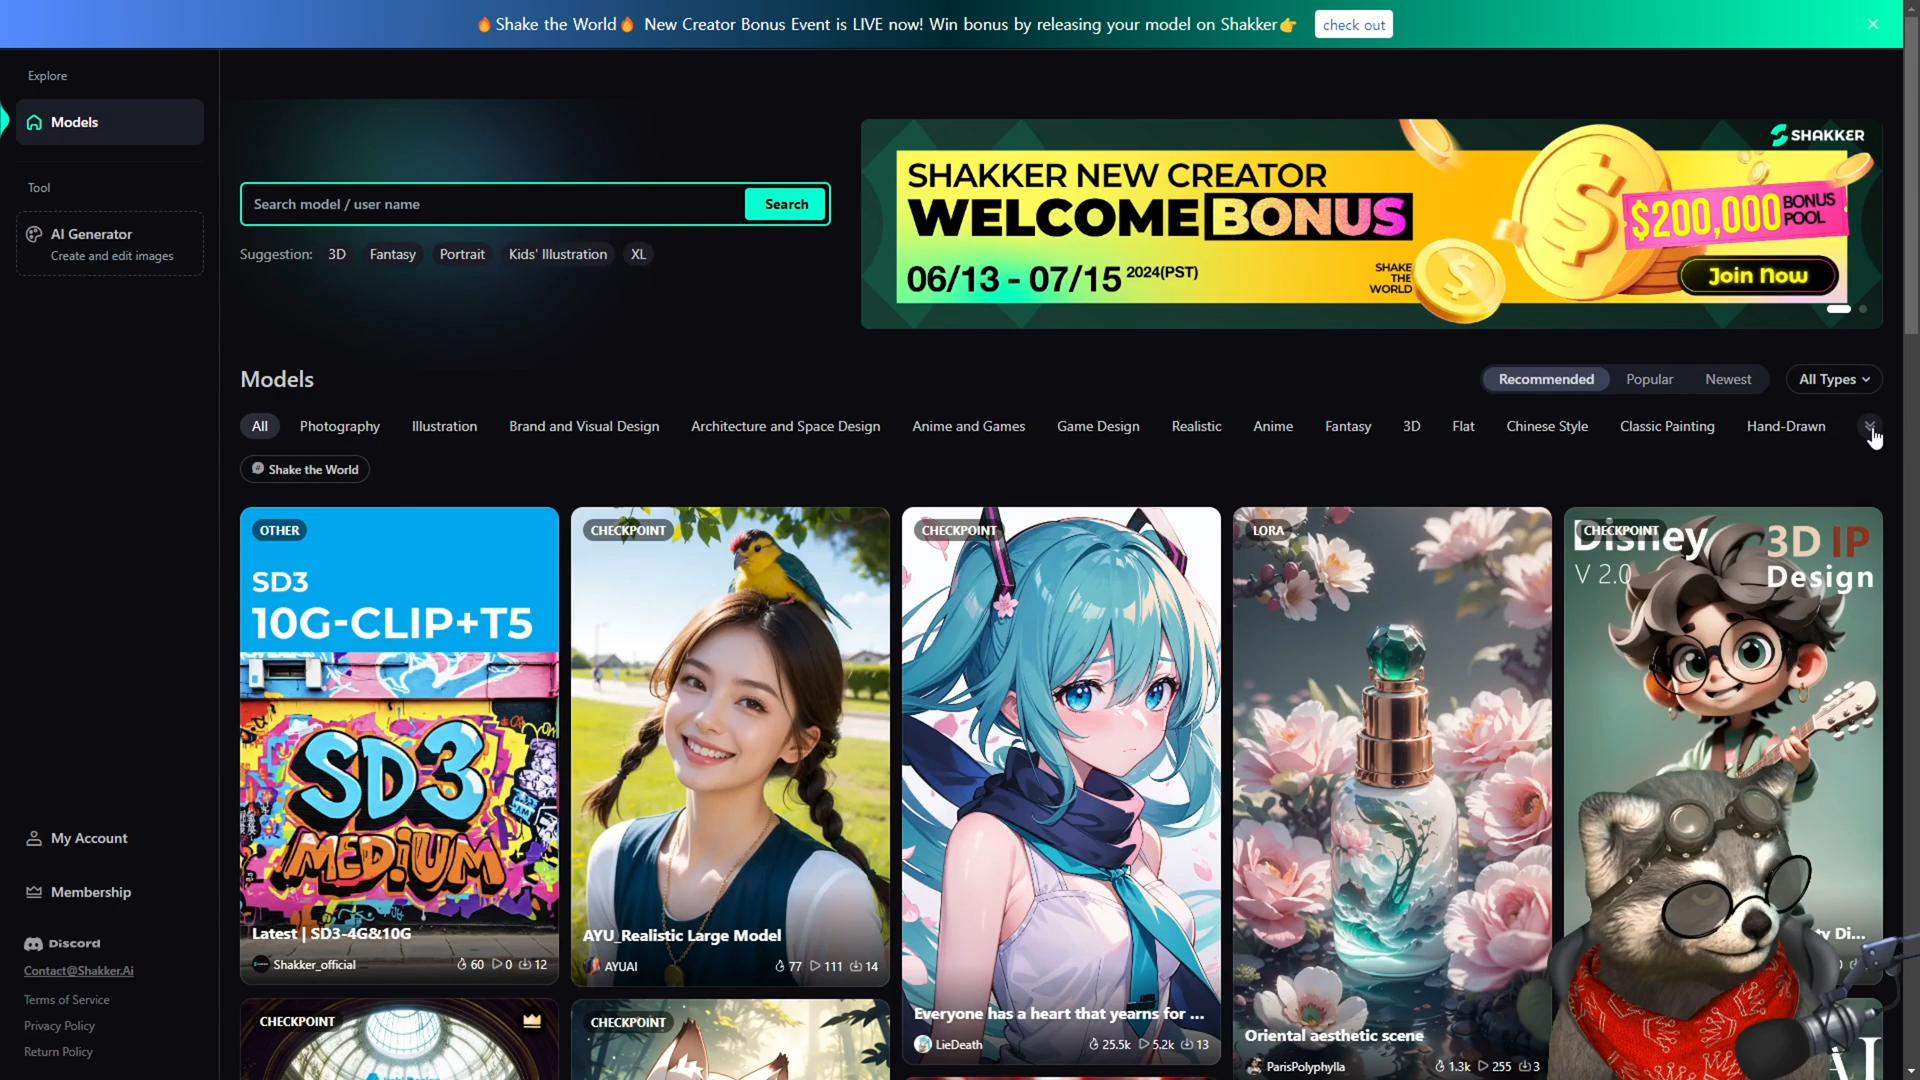 🔥Shake the World🔥 New Creator Bonus Event is LIVE now! Win bonus by releasing your model on Shakker👉 check out
Explore
Models
Tool
AI Generator
Create and edit images
Search model / user name
Search
Suggestion: 3D Fantasy Portrait Kids' Illustration XL
SHAKKER
SHAKKER NEW CREATOR
WELCOME BONUS
06/13 - 07/15 2024(PST)
SHAKE
THE
WORLD
$200,000 BONUS
POOL
Join Now
Models
Recommended Popular Newest All Types
All Photography Illustration Brand and Visual Design Architecture and Space Design Anime and Games Game Design Realistic Anime Fantasy 3D Flat Chinese Style Classic Painting Hand-Drawn
# Shake the World
OTHER
SD3
10G-CLIP+T5
SD3
MEDIUM
Latest | SD3-4G&10G
Shakker_official 60 0 12
CHECKPOINT
AYU_Realistic Large Model
AYUAI 77 111 14
CHECKPOINT
Everyone has a heart that yearns for ...
LieDeath 25.5k 5.2k 13
LORA
Oriental aesthetic scene
ParisPolyphylla 1.3k 255 3
CHECKPOINT
Disney
V 2.0
3D IP
Design
ty Di...
CHECKPOINT
CHECKPOINT
AI
My Account
Membership
Discord
Contact@Shakker.Ai
Terms of Service
Privacy Policy
Return Policy